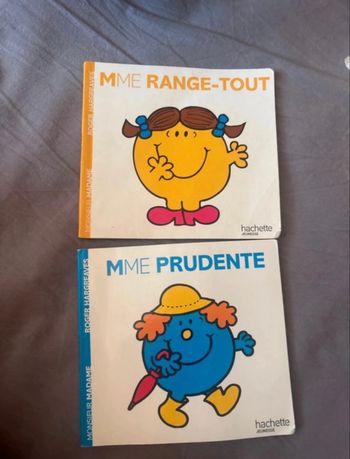 MME RANGE-TOUT
ROGER HARGREAVES
MONSIEUR MADAME
hachette
JEUNESSE
MME PRUDENTE
ROGER HARGREAVES
MONSIEUR MADAME
hachette
JEUNESSE